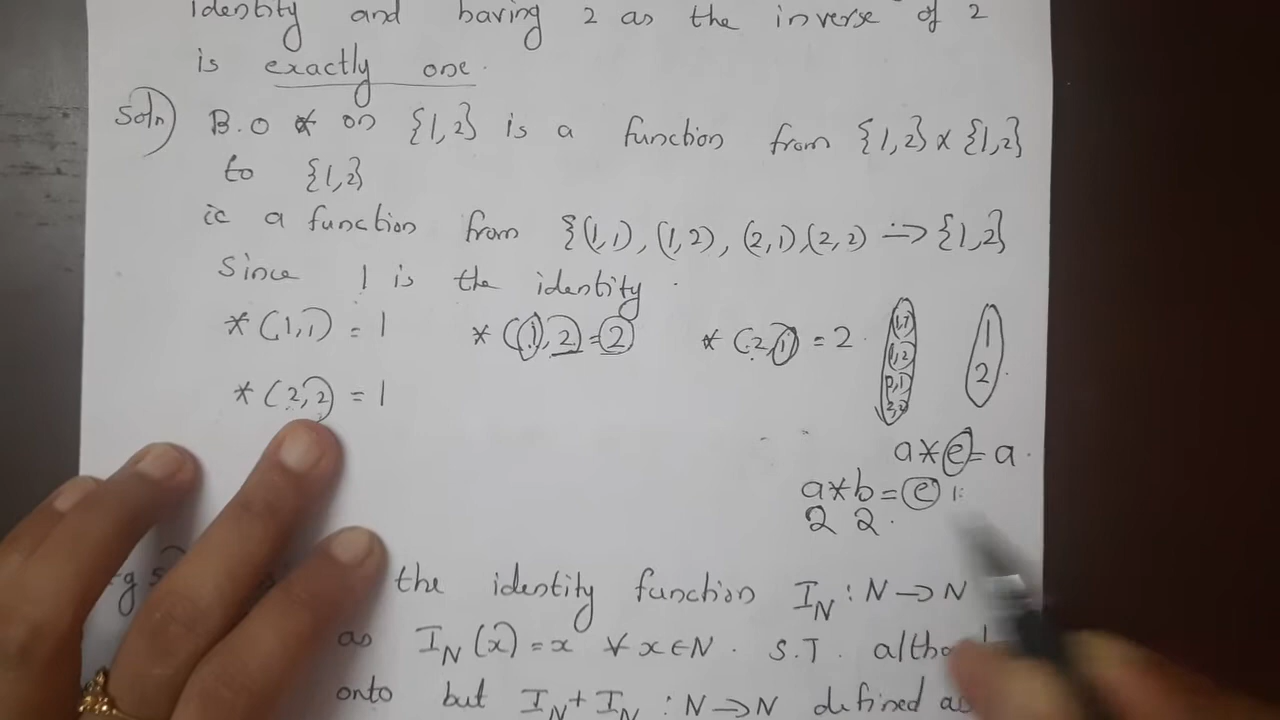 identity and having 2 as the inverse of 2
is exactly one.
Soln) B.O * on {1,2} is a function from {1,2} x {1,2}
to {1,2}
ie a function from {(1,1), (1,2), (2,1) (2,2) → {1,2}
Since 1 is the identity.
*(1,1) = 1 *(1,2) = 2 *(2,1) = 2
1,1
1,2
2,1
2,2
1
2
*(2,2) = 1
a*e = a.
a*b = e
2 2.
the identity function I_N : N → N
as I_N(x) = x ∀ x ∈ N. S.T.
onto but I_N + I_N : N → N defined as